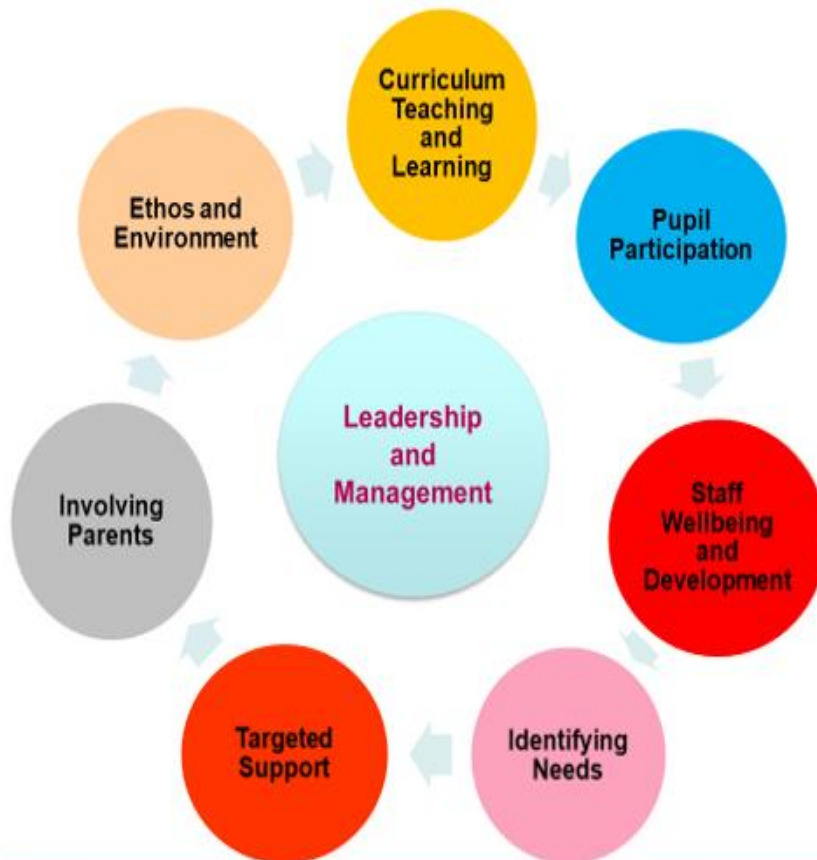 Curriculum
Teaching
and
Learning
Pupil
Participation
Staff
Wellbeing
and
Development
Identifying
Needs
Targeted
Support
Involving
Parents
Ethos and
Environment
Leadership
and
Management